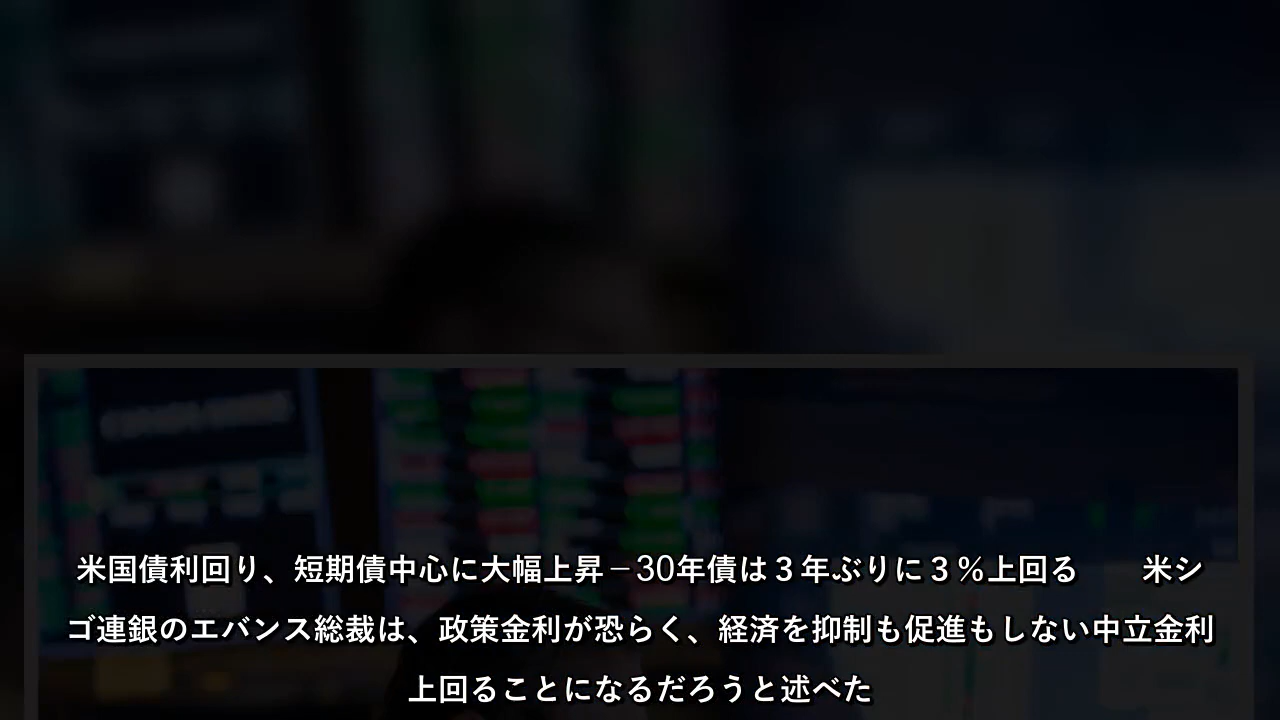 米国債利回り、短期債中心に大幅上昇－30年債は３年ぶりに３％上回る　　米シ
ゴ連銀のエバンス総裁は、政策金利が恐らく、経済を抑制も促進もしない中立金利
上回ることになるだろうと述べた